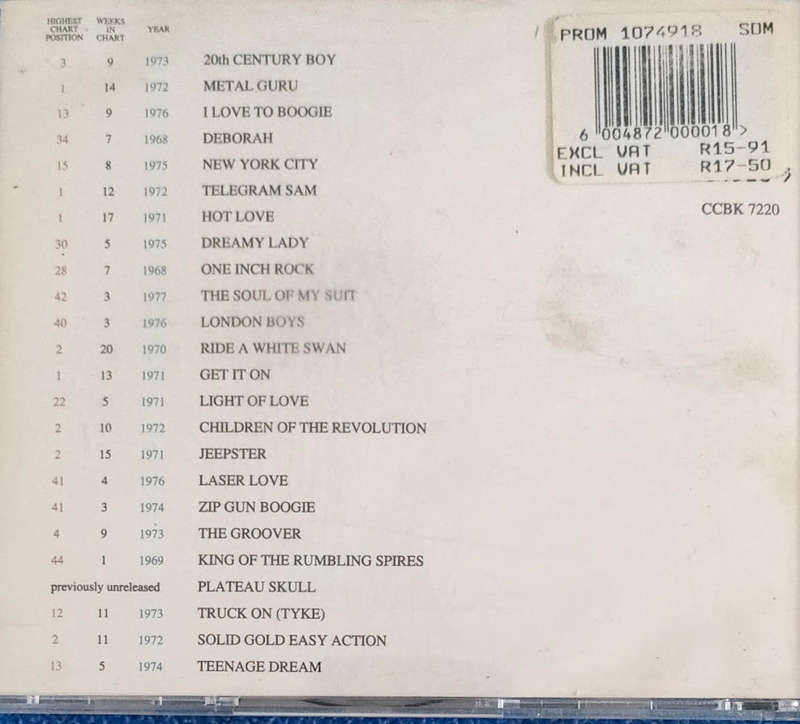 HIGHEST CHART POSITION WEEKS IN CHART YEAR
3 9 1973 20th CENTURY BOY
1 14 1972 METAL GURU
13 9 1976 I LOVE TO BOOGIE
34 7 1968 DEBORAH
15 8 1975 NEW YORK CITY
1 12 1972 TELEGRAM SAM
1 17 1971 HOT LOVE
30 5 1975 DREAMY LADY
28 7 1968 ONE INCH ROCK
42 3 1977 THE SOUL OF MY SUIT
40 3 1976 LONDON BOYS
2 20 1970 RIDE A WHITE SWAN
1 13 1971 GET IT ON
22 5 1971 LIGHT OF LOVE
2 10 1972 CHILDREN OF THE REVOLUTION
2 15 1971 JEEPSTER
41 4 1976 LASER LOVE
41 3 1974 ZIP GUN BOOGIE
4 9 1973 THE GROOVER
44 1 1969 KING OF THE RUMBLING SPIRES
previously unreleased PLATEAU SKULL
12 11 1973 TRUCK ON (TYKE)
2 11 1972 SOLID GOLD EASY ACTION
13 5 1974 TEENAGE DREAM
PROM 1074918 SDM
6 004872 000018 >
EXCL VAT R15-91
INCL VAT R17-50
CCBK 7220